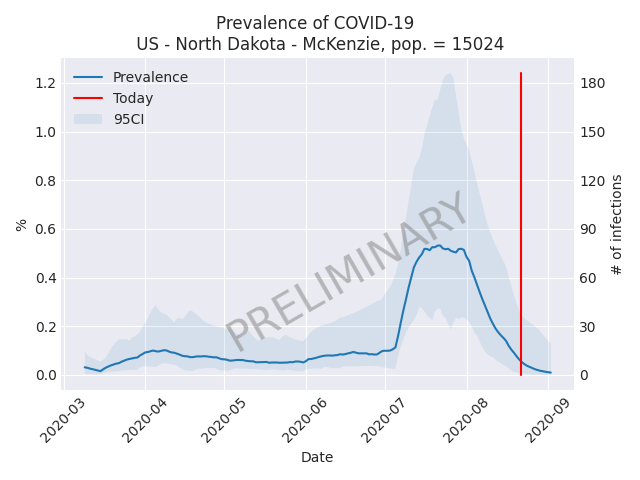 Prevalence of COVID-19
US - North Dakota - McKenzie, pop. = 15024
Prevalence
Today
95CI
PRELIMINARY
%
1.2
1.0
0.8
0.6
0.4
0.2
0.0
180
150
120
90
60
30
0
# of infections
2020-03
2020-04
2020-05
2020-06
2020-07
2020-08
2020-09
Date